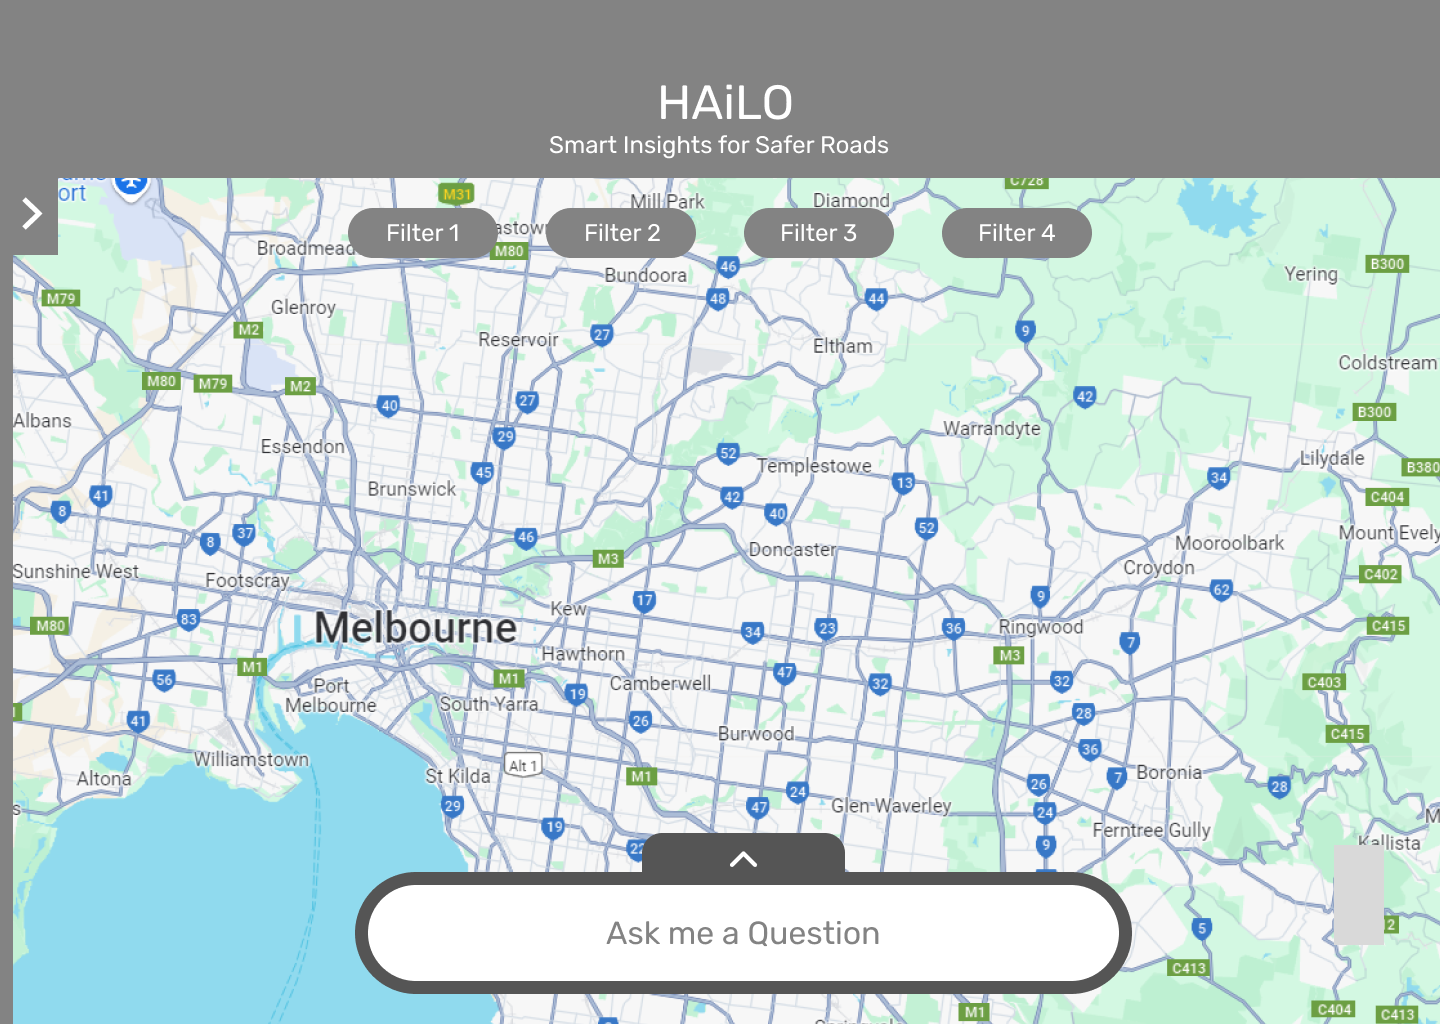 HAiLO
Smart Insights for Safer Roads
ort
M31
Mill Park
Diamond
C728
Filter 1
Filter 2
Filter 3
Filter 4
Broadmead
M80
46
B300
Bundoora
Yering
M79
48
44
Glenroy
M2
27
9
Reservoir
Eltham
Coldstream
M80
M79
M2
40
27
42
B300
Albans
29
Warrandyte
Essendon
52
Templestowe
Lilydale
B380
45
13
34
Brunswick
41
42
C404
8
40
52
37
8
46
Mount Evely
Mooroolbark
M3
Doncaster
Croydon
Sunshine West
Footscray
C402
62
9
17
Kew
83
M80
Melbourne
34
23
36
Ringwood
C415
7
Hawthorn
M3
M1
56
M1
47
32
32
C403
Camberwell
19
Port
Melbourne
South Yarra
41
26
28
Burwood
C415
36
Williamstown
Alt 1
St Kilda
Altona
M1
7
Boronia
26
24
28
29
47
Glen Waverley
24
19
Ferntree Gully
22
9
Kallista
Ask me a Question
5
2
C413
M1
C404
C413